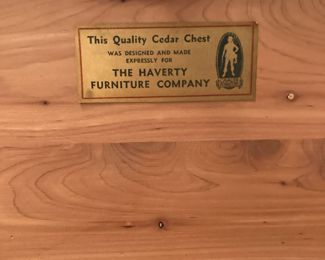 This Quality Cedar Chest
WAS DESIGNED AND MADE
EXPRESSLY FOR
THE HAVERTY
FURNITURE COMPANY